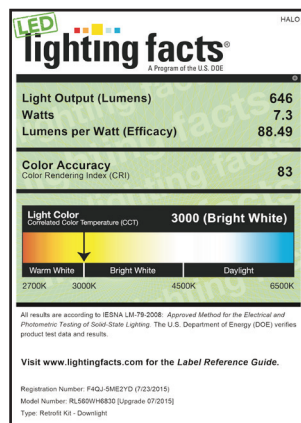 HALO
LED
lighting facts®
A Program of the U.S. DOE
Light Output (Lumens) 646
Watts 7.3
Lumens per Watt (Efficacy) 88.49
Color Accuracy 83
Color Rendering Index (CRI)
Light Color 3000 (Bright White)
Correlated Color Temperature (CCT)
Warm White Bright White Daylight
2700K 3000K 4500K 6500K
All results are according to IESNA LM-79-2008: Approved Method for the Electrical and
Photometric Testing of Solid-State Lighting. The U.S. Department of Energy (DOE) verifies
product test data and results.
Visit www.lightingfacts.com for the Label Reference Guide.
Registration Number: F4QJ-5ME2YD (7/23/2015)
Model Number: RL560WH6830 [Upgrade 07/2015]
Type: Retrofit Kit - Downlight